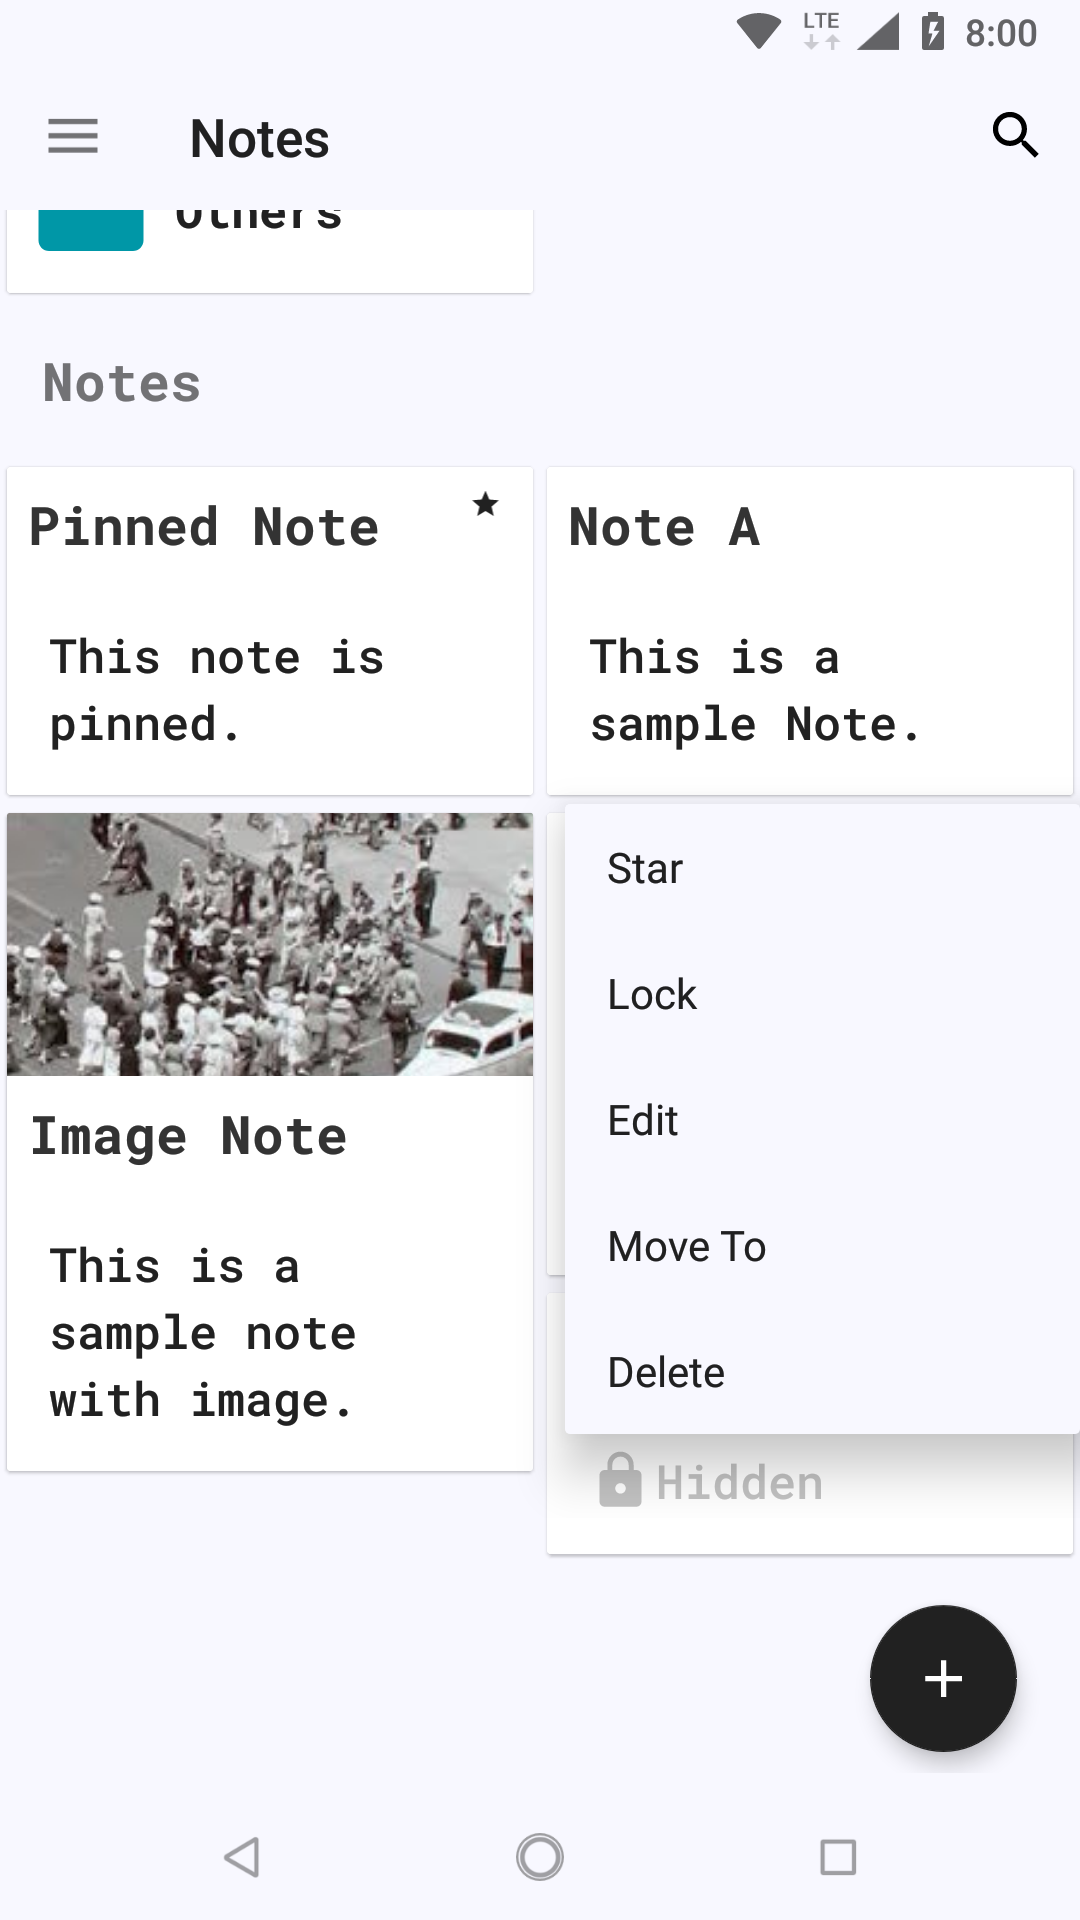 LTE
8:00
Notes
Others
Notes
Pinned Note
This note is
pinned.
Note A
This is a
sample Note.
Image Note
This is a
sample note
with image.
Star
Lock
Edit
Move To
Delete
Hidden